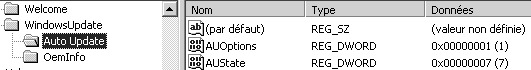 Welcome
WindowsUpdate
Auto Update
OemInfo
Nom Type Données
(par défaut) REG_SZ (valeur non définie)
AUOptions REG_DWORD 0x00000001 (1)
AUState REG_DWORD 0x00000007 (7)